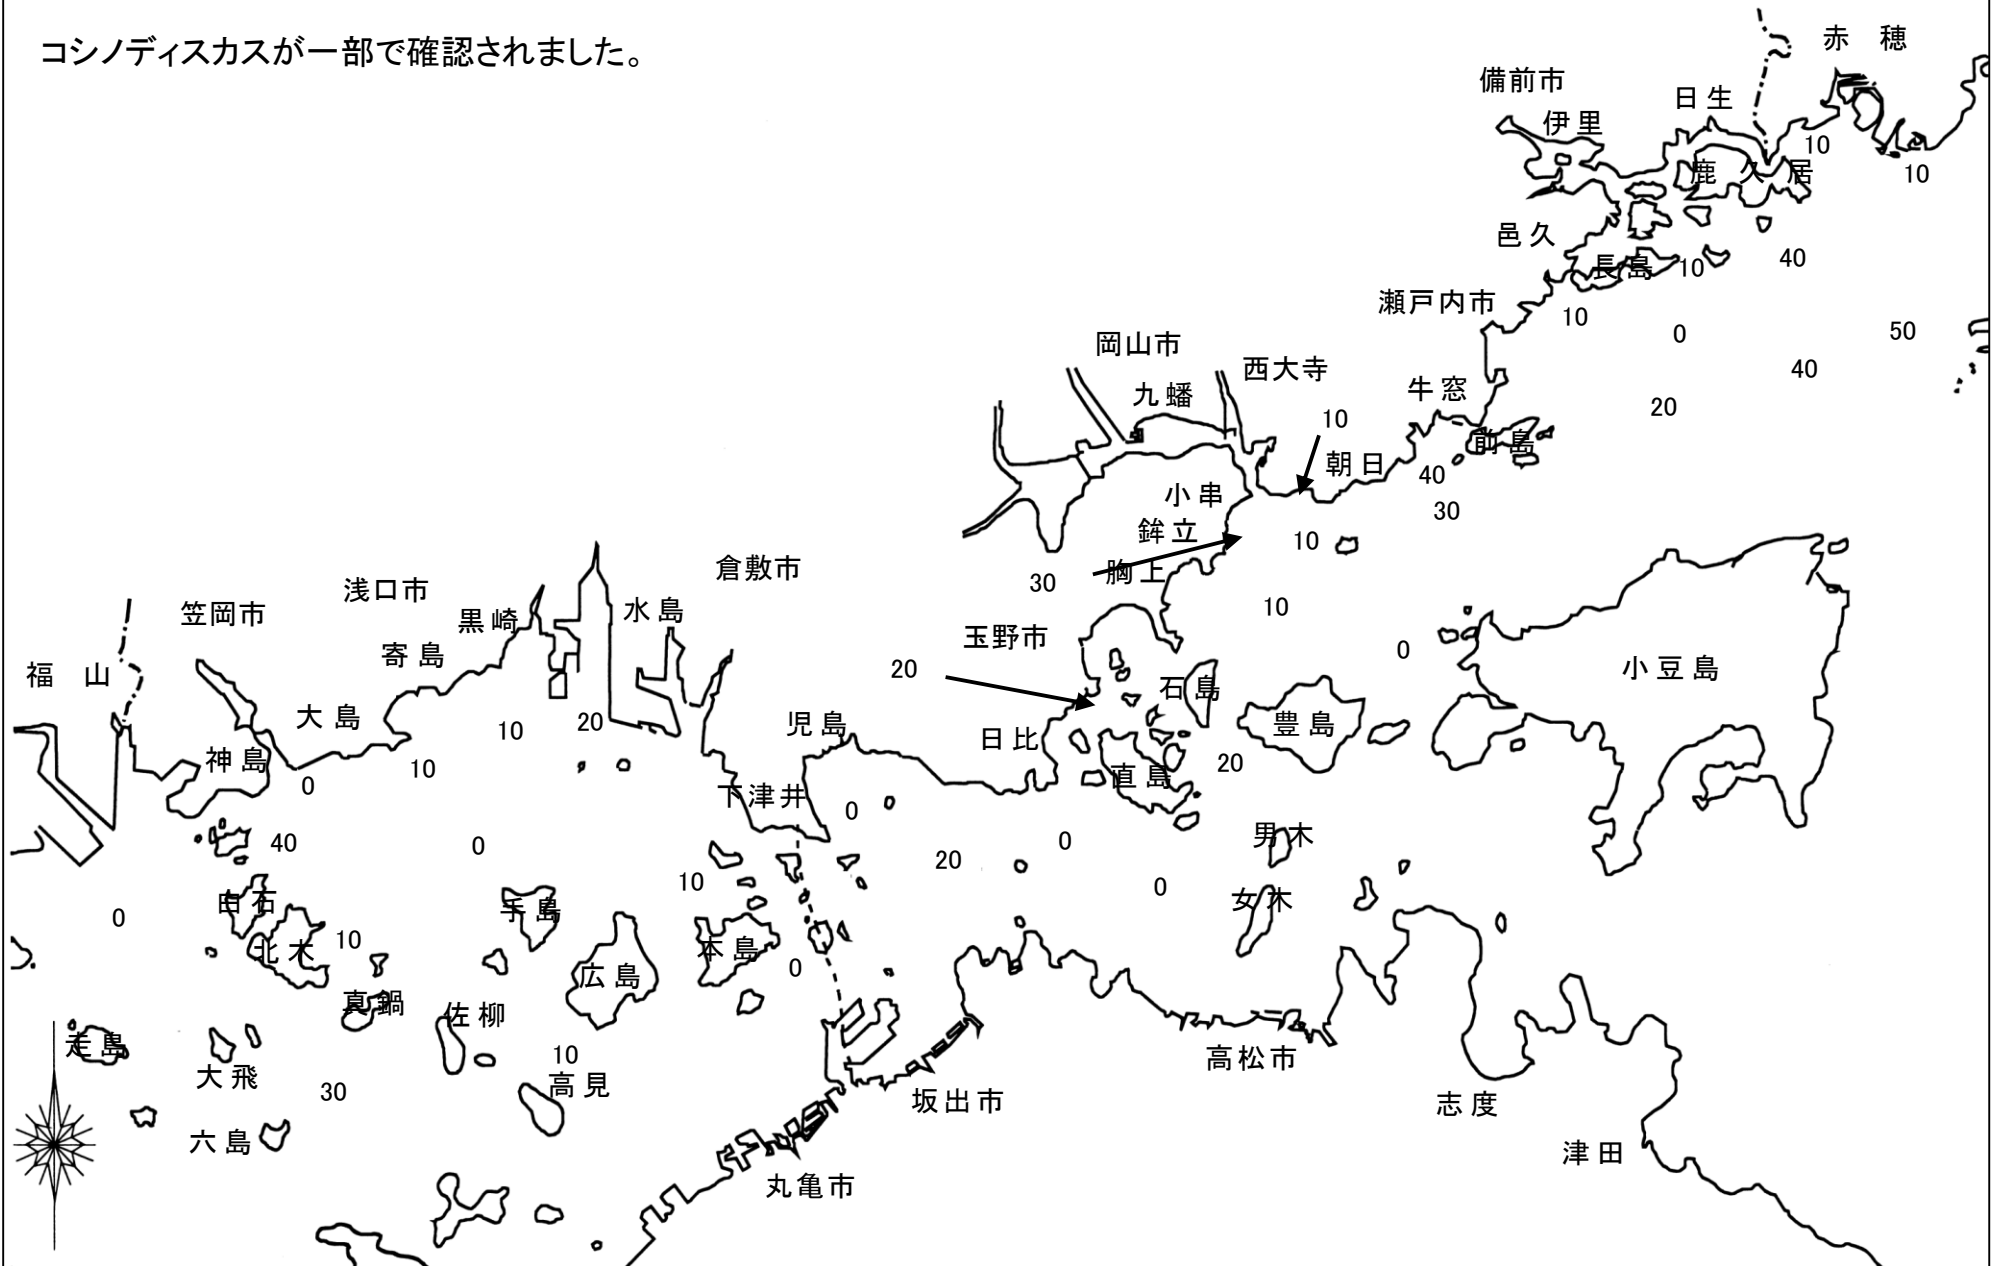 コシノディスカスが一部で確認されました。
赤 穂
備前市
日生
伊里
10
鹿久居
10
邑久
40
長島
10
瀬戸内市
10
0
50
岡山市
西大寺
40
九蟠
牛窓
20
10
前島
朝日
40
小串
30
鉾立
10
倉敷市
胸上
30
浅口市
笠岡市
黒崎
水島
10
玉野市
寄島
0
福 山
20
石島
小豆島
大島
10
20
児島
豊島
日比
神島
10
20
直島
0
下津井
0
男木
40
0
0
20
10
0
白石
手島
女木
0
10
北木
本島
広島
0
真鍋
佐柳
走島
10
高松市
大飛
高見
30
坂出市
志度
六島
津田
丸亀市